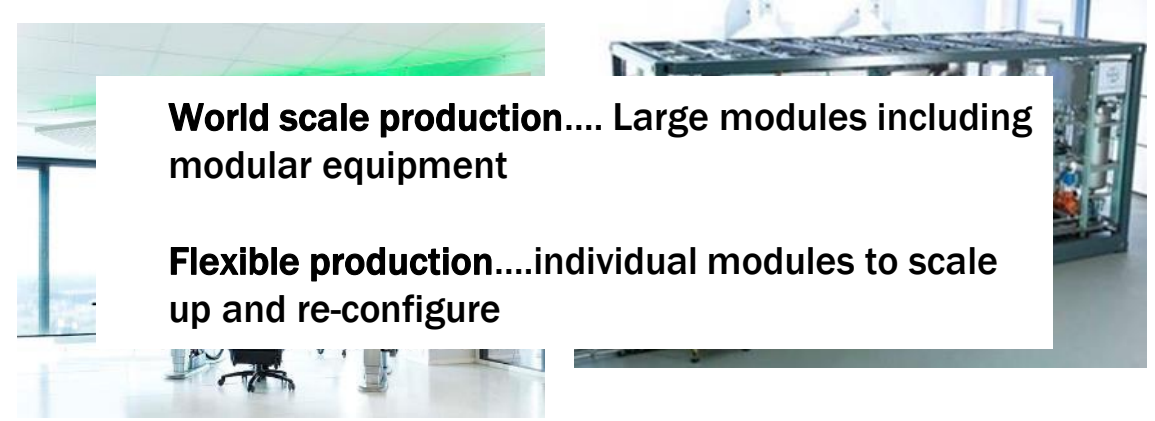 World scale production.... Large modules including
modular equipment
Flexible production....individual modules to scale
up and re-configure